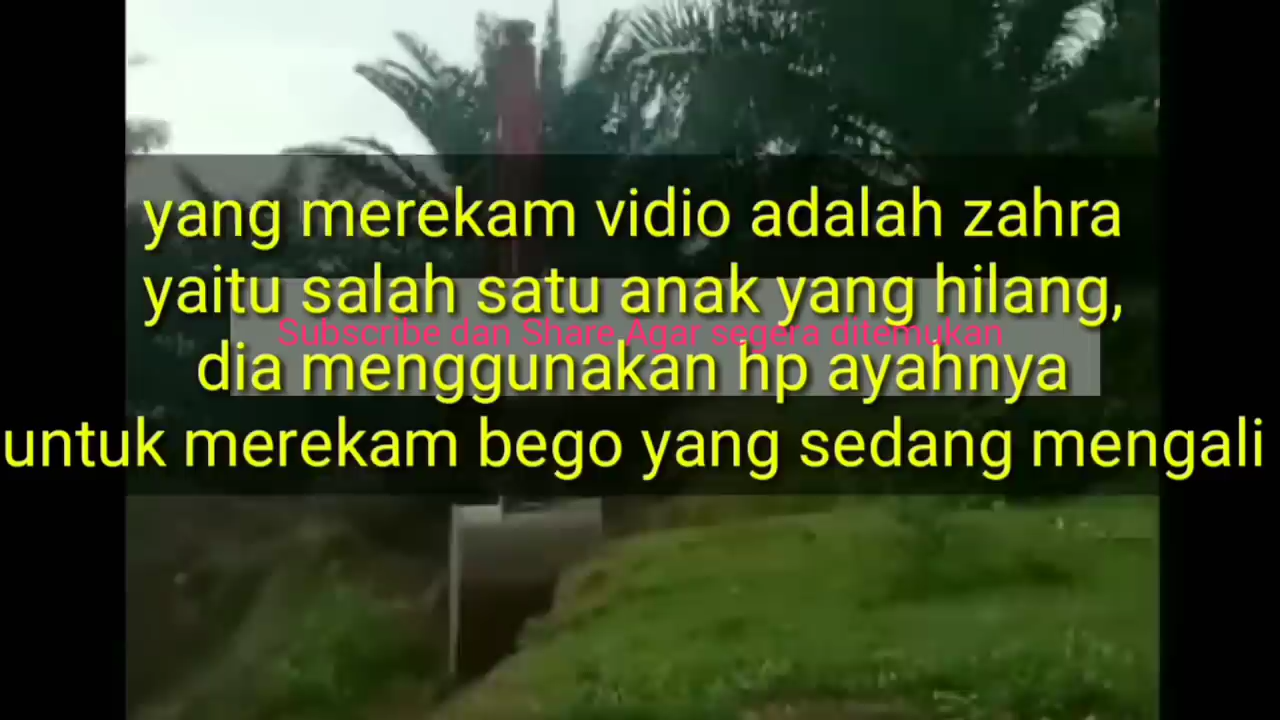 yang merekam vidio adalah zahra
yaitu salah satu anak yang hilang,
Subscribe dan Share Agar segera ditemukan
dia menggunakan hp ayahnya
untuk merekam bego yang sedang mengali